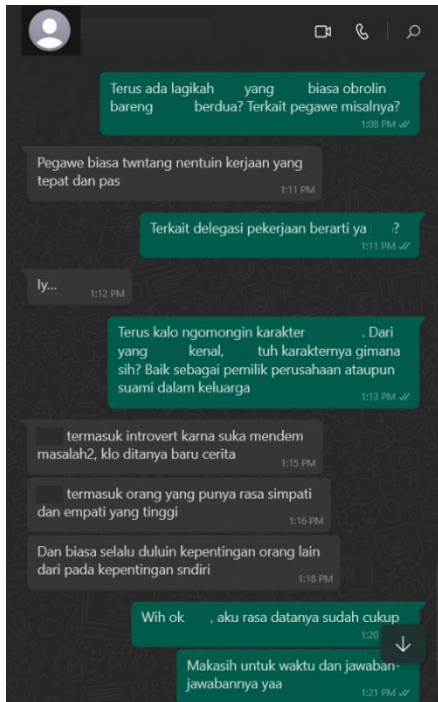 Terus ada lagikah yang biasa obrolin
bareng berdua? Terkait pegawe misalnya?
1:08 PM
Pegawe biasa twntang nentuin kerjaan yang
tepat dan pas
1:11 PM
Terkait delegasi pekerjaan berarti ya ?
1:11 PM
Iy...
1:12 PM
Terus kalo ngomongin karakter . Dari
yang kenal, tuh karakternya gimana
sih? Baik sebagai pemilik perusahaan ataupun
suami dalam keluarga
1:13 PM
termasuk introvert karna suka mendem
masalah2, klo ditanya baru cerita
1:15 PM
termasuk orang yang punya rasa simpati
dan empati yang tinggi
1:16 PM
Dan biasa selalu duluin kepentingan orang lain
dari pada kepentingan sndiri
1:18 PM
Wih ok , aku rasa datanya sudah cukup
1:20
Makasih untuk waktu dan jawaban-
jawabannya yaa
1:21 PM